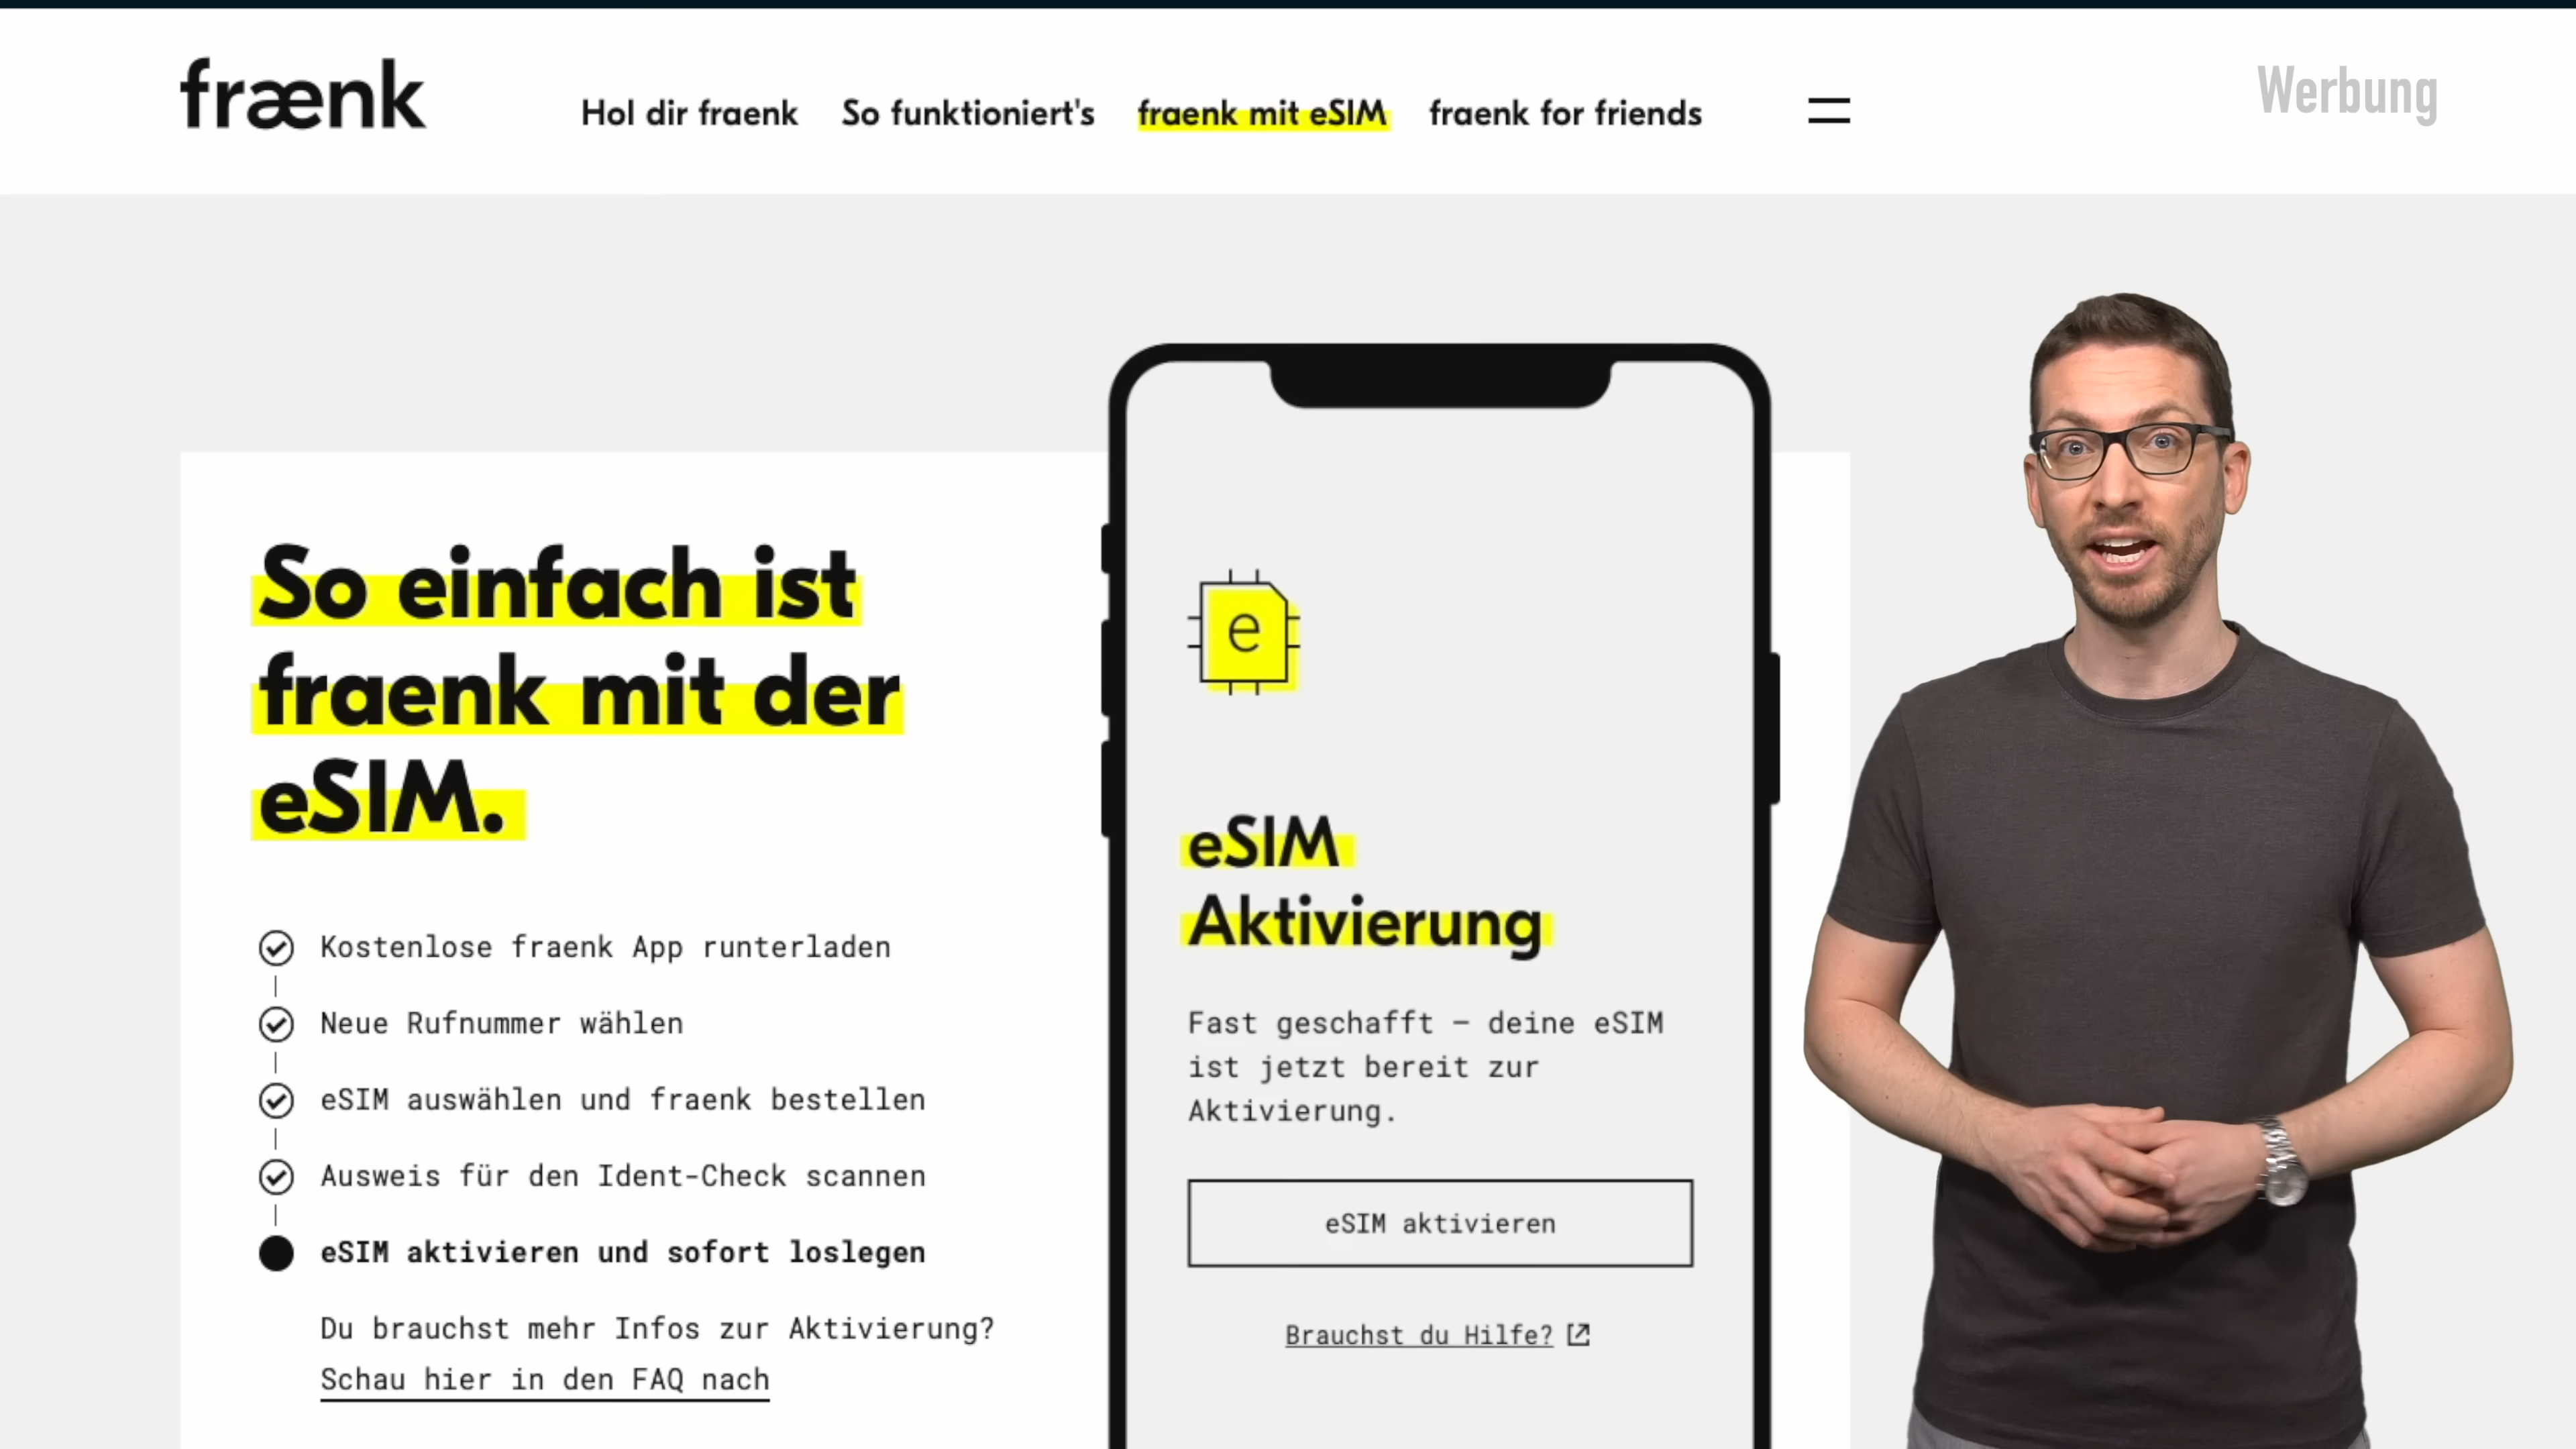 frænk
Hol dir fraenk
So funktioniert's
fraenk mit eSIM
fraenk for friends
Werbung
So einfach ist
fraenk mit der
eSIM.
Kostenlose fraenk App runterladen
Neue Rufnummer wählen
eSIM auswählen und fraenk bestellen
Ausweis für den Ident-Check scannen
eSIM aktivieren und sofort loslegen
Du brauchst mehr Infos zur Aktivierung?
Schau hier in den FAQ nach
e
eSIM
Aktivierung
Fast geschafft – deine eSIM
ist jetzt bereit zur
Aktivierung.
eSIM aktivieren
Brauchst du Hilfe?